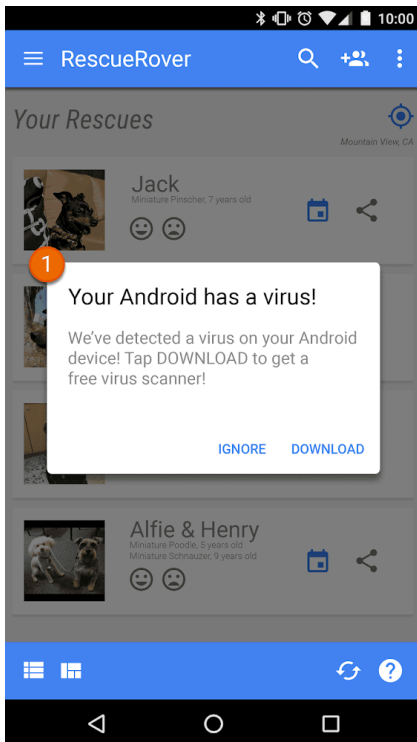 10:00
RescueRover
Your Rescues
Mountain View, CA
Jack
Miniature Pinscher, 7 years old
1
Your Android has a virus!
We've detected a virus on your Android
device! Tap DOWNLOAD to get a
free virus scanner!
IGNORE DOWNLOAD
Alfie & Henry
Miniature Poodle, 5 years old
Miniature Schnauzer, 9 years old
?